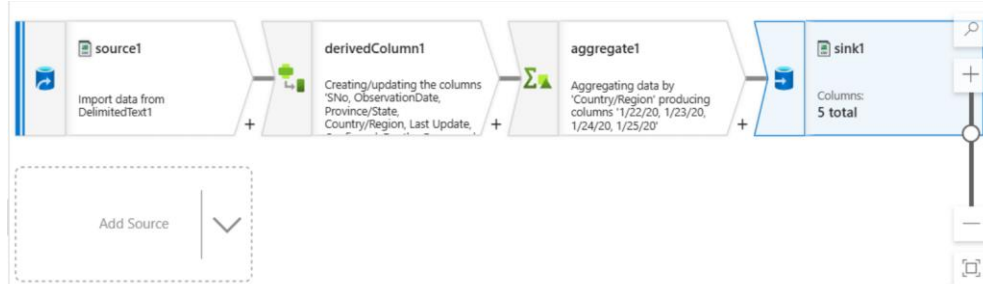 source1
Import data from
DelimitedText1
+
derivedColumn1
Creating/updating the columns
'SNo, ObservationDate,
Province/State,
Country/Region, Last Update,
+
aggregate1
Aggregating data by
'Country/Region' producing
columns '1/22/20, 1/23/20,
1/24/20, 1/25/20'
+
sink1
Columns:
5 total
Add Source